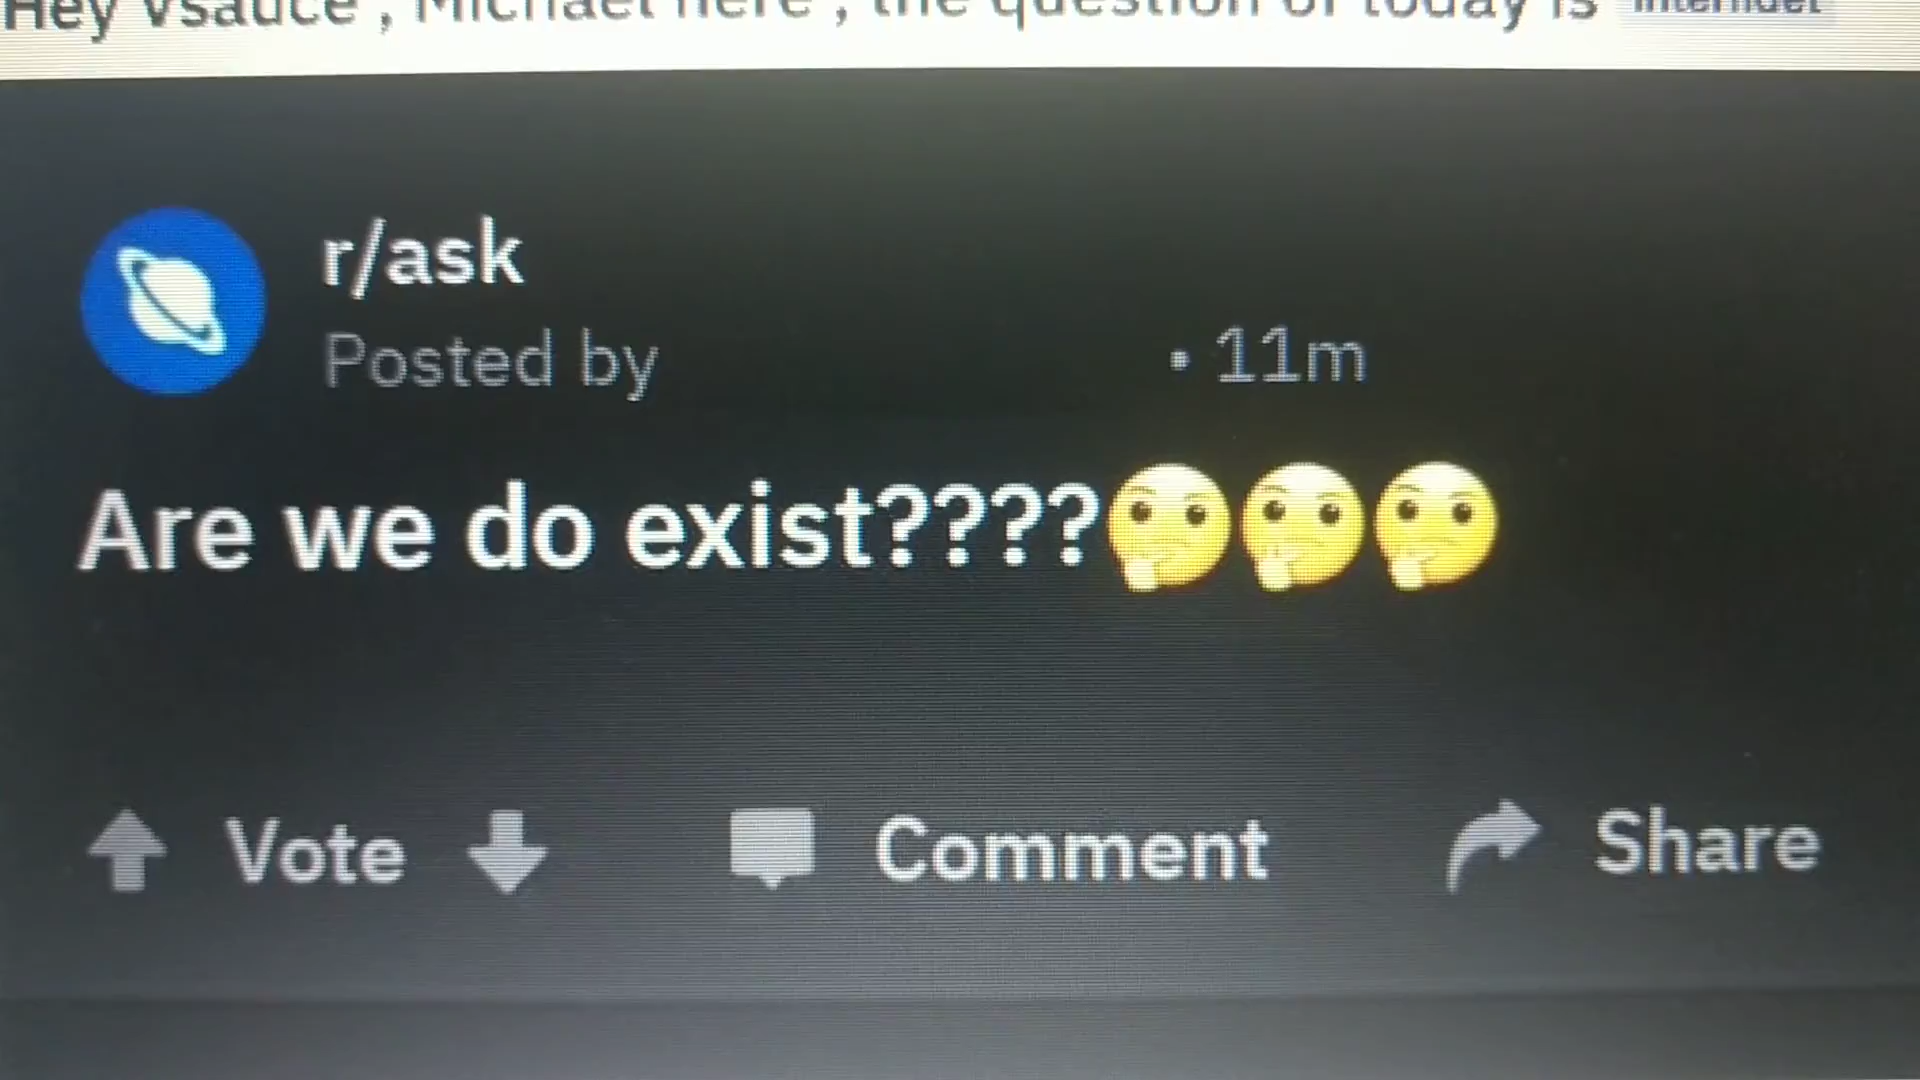 Hey Vsauce , Michael here , the question of today is
r/ask
Posted by • 11m
Are we do exist????🤔🤔🤔
Vote Comment Share